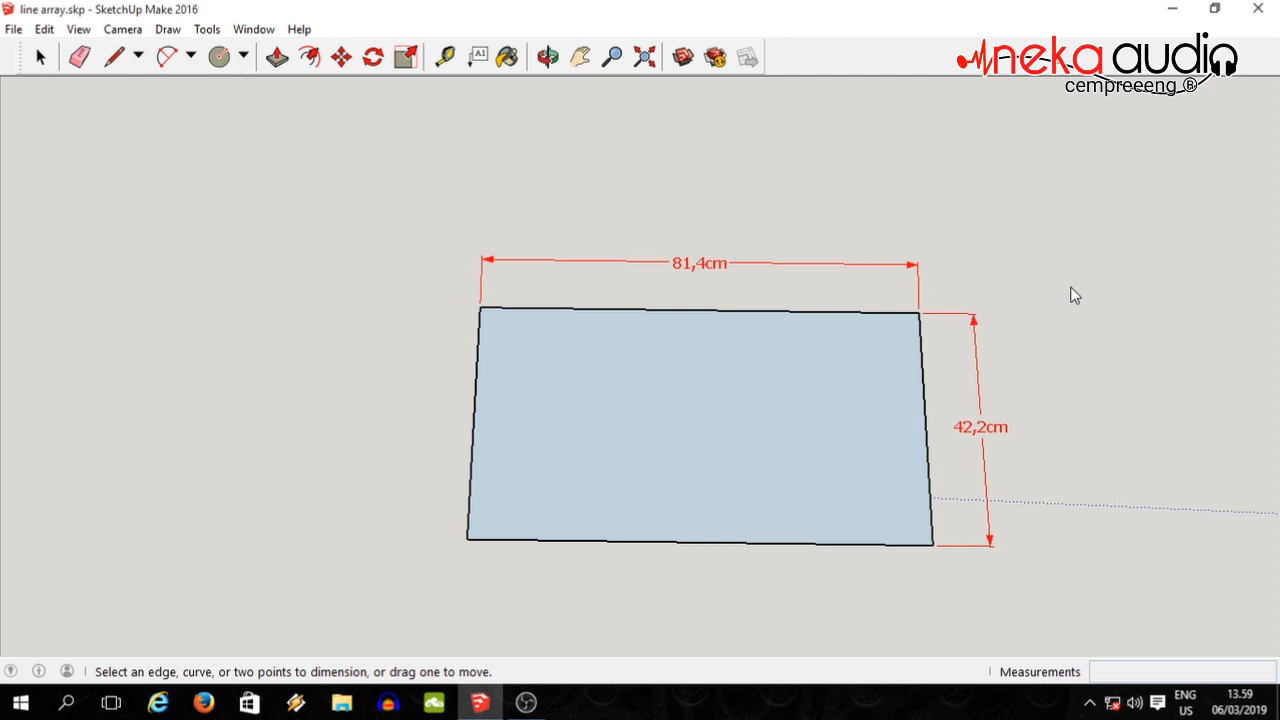 line array.skp - SketchUp Make 2016
File Edit View Camera Draw Tools Window Help
A1
neka audio
cempreeeng ®
81,4cm
42,2cm
Select an edge, curve, or two points to dimension, or drag one to move.
Measurements
ENG
US
13.59
06/03/2019